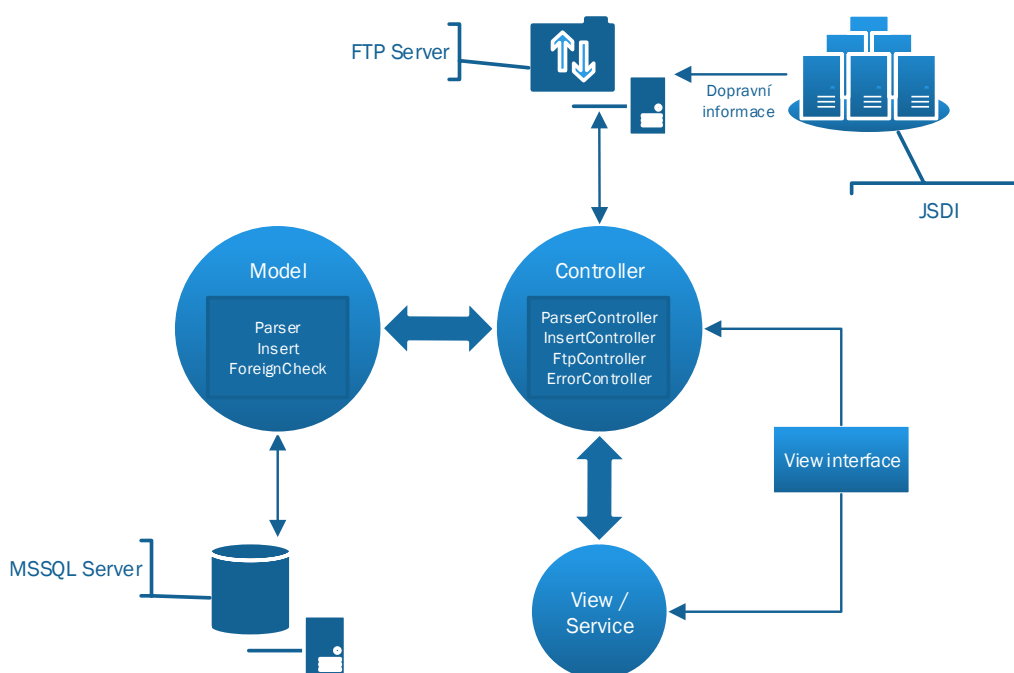 FTP Server
Dopravní
informace
JSDI
Model
Parser
Insert
ForeignCheck
Controller
ParserController
InsertController
FtpController
ErrorController
View interface
MSSQL Server
View /
Service